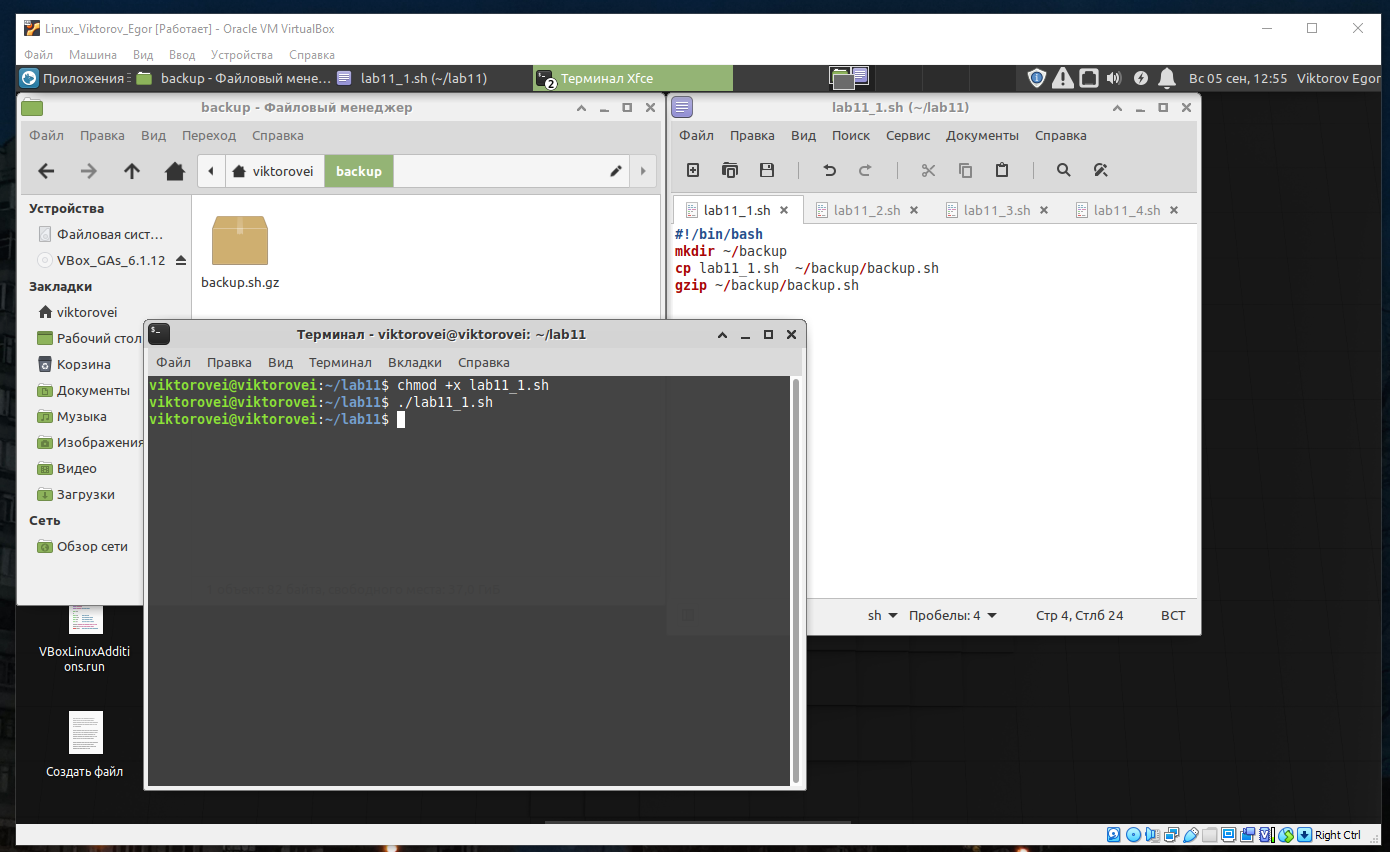 Linux_Viktorov_Egor [Работает] - Oracle VM VirtualBox
Файл Машина Вид Ввод Устройства Справка
Приложения backup - Файловый мене... lab11_1.sh (~/lab11) 2 Терминал Xfce Вс 05 сен, 12:55 Viktorov Egor
backup - Файловый менеджер
Файл Правка Вид Переход Справка
viktorovei backup
Устройства
Файловая сист...
VBox_GAs_6.1.12
Закладки
viktorovei
Рабочий стол
Корзина
Документы
Музыка
Изображения
Видео
Загрузки
Сеть
Обзор сети
backup.sh.gz
lab11_1.sh (~/lab11)
Файл Правка Вид Поиск Сервис Документы Справка
lab11_1.sh lab11_2.sh lab11_3.sh lab11_4.sh
#!/bin/bash
mkdir ~/backup
cp lab11_1.sh  ~/backup/backup.sh
gzip ~/backup/backup.sh
sh Пробелы: 4 Стр 4, Стлб 24 ВСТ
Терминал - viktorovei@viktorovei: ~/lab11
Файл Правка Вид Терминал Вкладки Справка
viktorovei@viktorovei:~/lab11$ chmod +x lab11_1.sh
viktorovei@viktorovei:~/lab11$ ./lab11_1.sh
viktorovei@viktorovei:~/lab11$
VBoxLinuxAdditi
ons.run
Создать файл
Right Ctrl